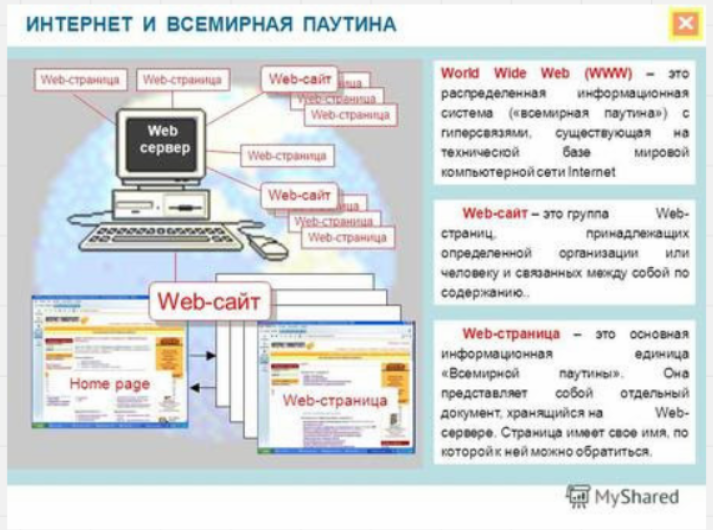 ИНТЕРНЕТ И ВСЕМИРНАЯ ПАУТИНА
Web-страница
Web-страница
Web-сайт
Web-страница
Web-страница
Web сервер
Web-страница
Web-сайт
Web-страница
Web-страница
Web-сайт
Home page
Web-страница
World Wide Web (WWW) – это
распределенная информационная
система («всемирная паутина») с
гиперсвязями, существующая на
технической базе мировой
компьютерной сети Internet
Web-сайт – это группа Web-
страниц, принадлежащих
определенной организации или
человеку и связанных между собой по
содержанию..
Web-страница – это основная
информационная единица
«Всемирной паутины». Она
представляет собой отдельный
документ, хранящийся на Web-
сервере. Страница имеет свое имя, по
которой к ней можно обратиться.
MyShared